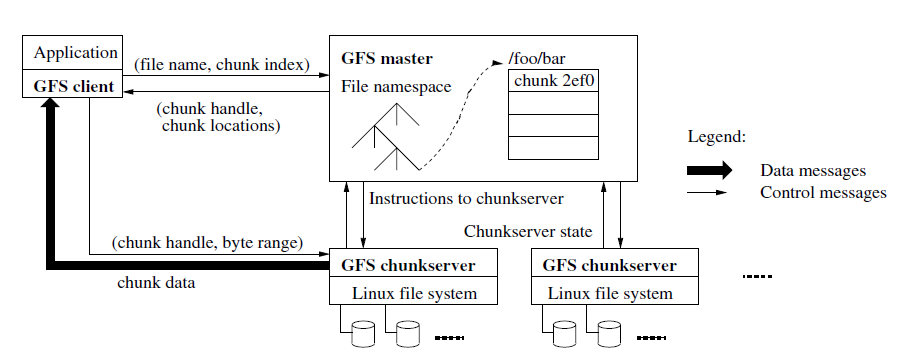 Application
GFS client
(file name, chunk index)
(chunk handle,
chunk locations)
GFS master
File namespace
/foo/bar
chunk 2ef0
Legend:
Data messages
Control messages
Instructions to chunkserver
Chunkserver state
(chunk handle, byte range)
chunk data
GFS chunkserver
Linux file system
GFS chunkserver
Linux file system